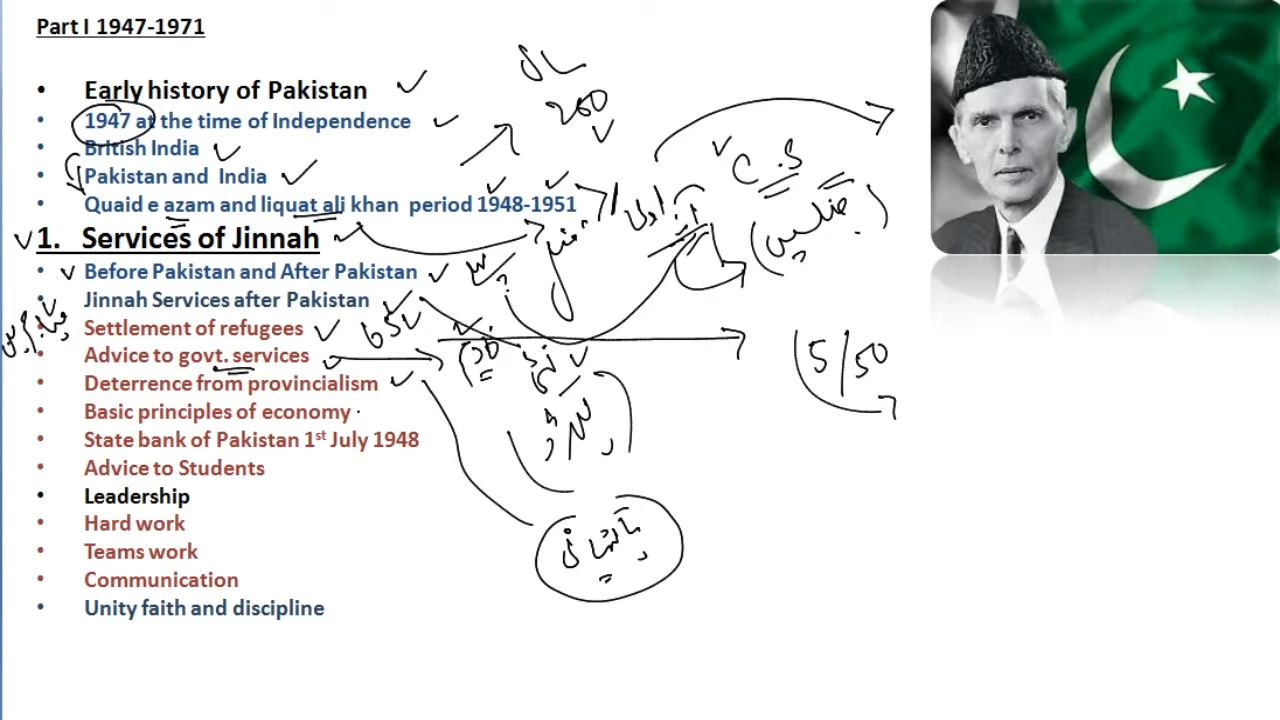 Part I 1947-1971
• Early history of Pakistan
• 1947 at the time of Independence
• British India
• Pakistan and India
• Quaid e azam and liquat ali khan period 1948-1951
1. Services of Jinnah
• Before Pakistan and After Pakistan
• Jinnah Services after Pakistan
• Settlement of refugees
• Advice to govt. services
• Deterrence from provincialism
• Basic principles of economy
• State bank of Pakistan 1st July 1948
• Advice to Students
• Leadership
• Hard work
• Teams work
• Communication
• Unity faith and discipline
200
C.S
65
5/50
پاکستانی